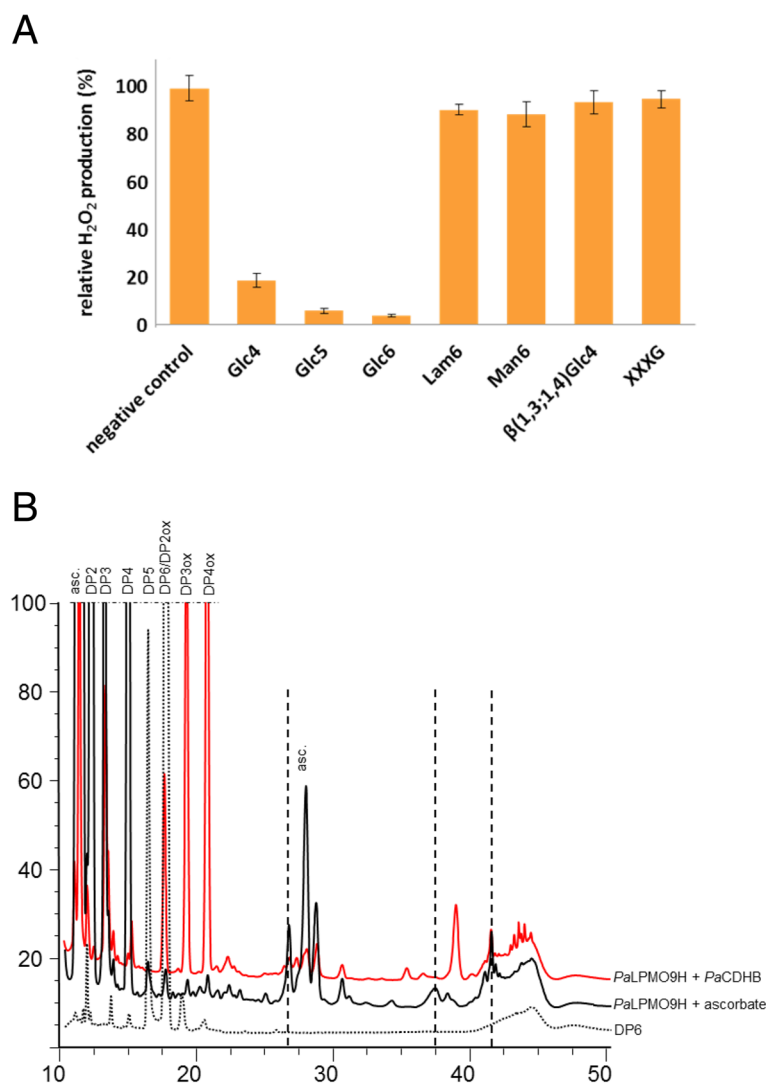 A
relative H₂O₂ production (%)
100
80
60
40
20
0
negative control
Glc4
Glc5
Glc6
Lam6
Man6
β(1,3;1,4)Glc4
XXXG
B
asc.
DP2
DP3
DP4
DP5
DP6/DP2ox
DP3ox
DP4ox
100
80
60
40
20
asc.
PaLPMO9H + PaCDHB
PaLPMO9H + ascorbate
DP6
10
20
30
40
50